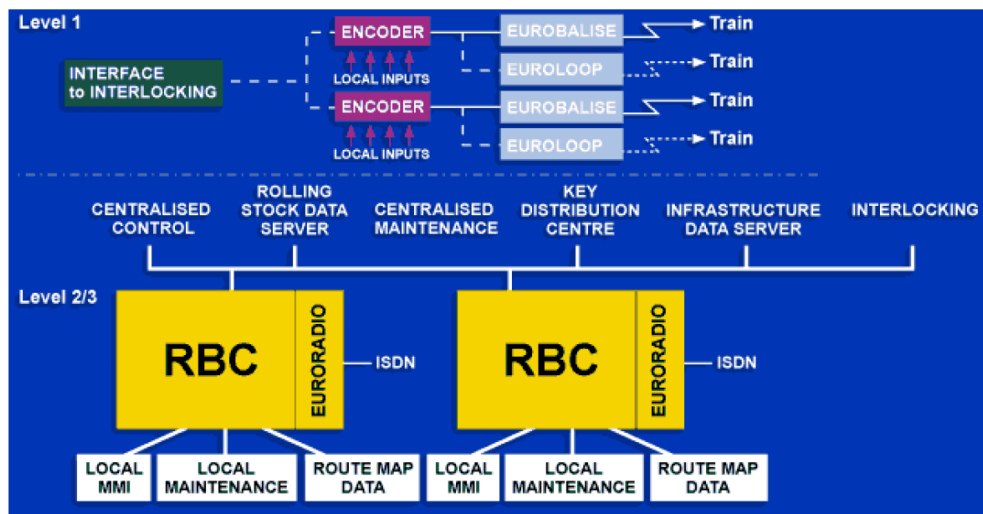 Level 1
ENCODER
EUROBALISE
Train
LOCAL INPUTS
EUROLOOP
Train
INTERFACE
to INTERLOCKING
ENCODER
EUROBALISE
Train
LOCAL INPUTS
EUROLOOP
Train
CENTRALISED
CONTROL
ROLLING
STOCK DATA
SERVER
CENTRALISED
MAINTENANCE
KEY
DISTRIBUTION
CENTRE
INFRASTRUCTURE
DATA SERVER
INTERLOCKING
Level 2/3
RBC
EURORADIO
ISDN
RBC
EURORADIO
ISDN
LOCAL
MMI
LOCAL
MAINTENANCE
ROUTE MAP
DATA
LOCAL
MMI
LOCAL
MAINTENANCE
ROUTE MAP
DATA